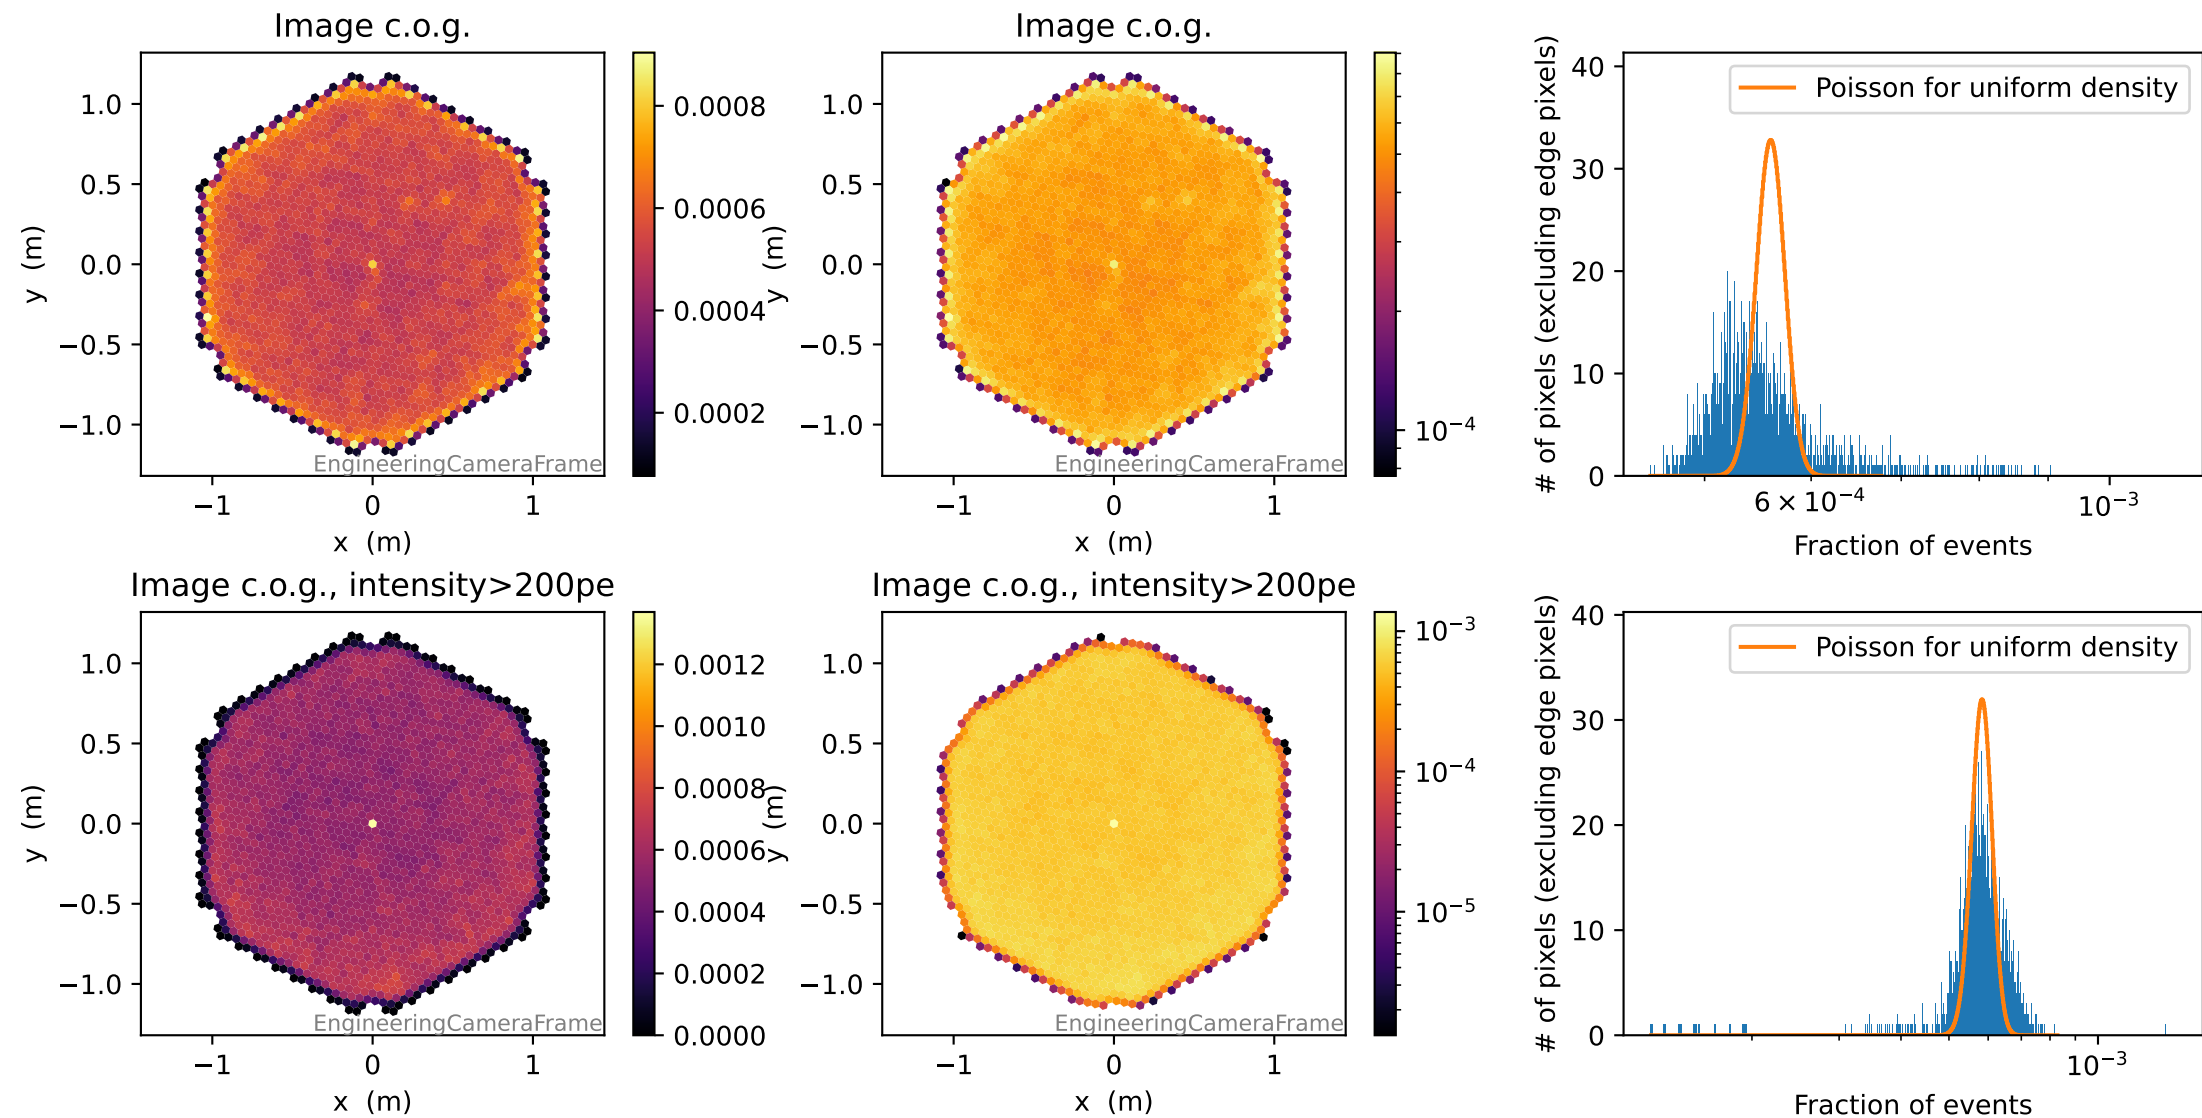 Image c.o.g.
1.0
0.5
0.0
−0.5
−1.0
y (m)
−1
0
1
x (m)
EngineeringCameraFrame
0.0008
0.0006
0.0004
0.0002
Image c.o.g.
1.0
0.5
0.0
−0.5
−1.0
y (m)
−1
0
1
x (m)
EngineeringCameraFrame
10⁻⁴
40
30
20
10
0
# of pixels (excluding edge pixels)
Poisson for uniform density
6 × 10⁻⁴
10⁻³
Fraction of events
Image c.o.g., intensity>200pe
1.0
0.5
0.0
−0.5
−1.0
y (m)
−1
0
1
x (m)
EngineeringCameraFrame
0.0012
0.0010
0.0008
0.0006
0.0004
0.0002
0.0000
Image c.o.g., intensity>200pe
1.0
0.5
0.0
−0.5
−1.0
y (m)
−1
0
1
x (m)
EngineeringCameraFrame
10⁻³
10⁻⁴
10⁻⁵
40
30
20
10
0
# of pixels (excluding edge pixels)
Poisson for uniform density
10⁻³
Fraction of events